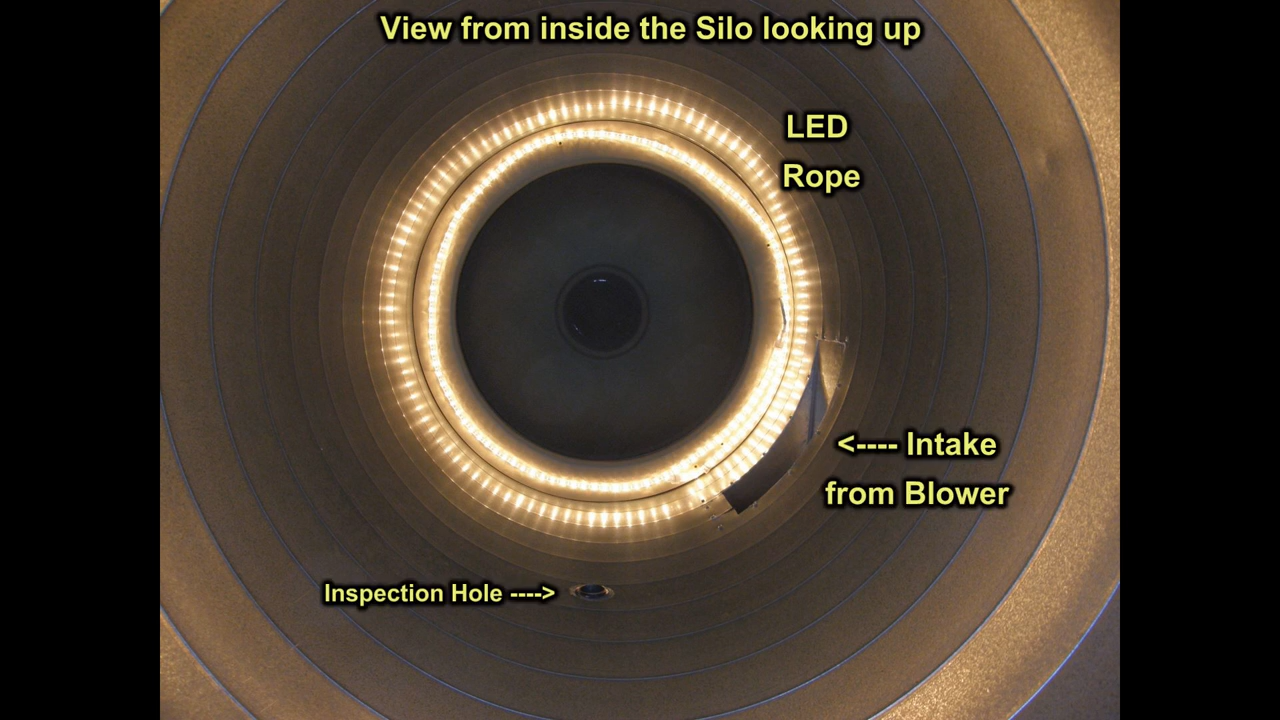 View from inside the Silo looking up
LED
Rope
<---- Intake
from Blower
Inspection Hole ---->